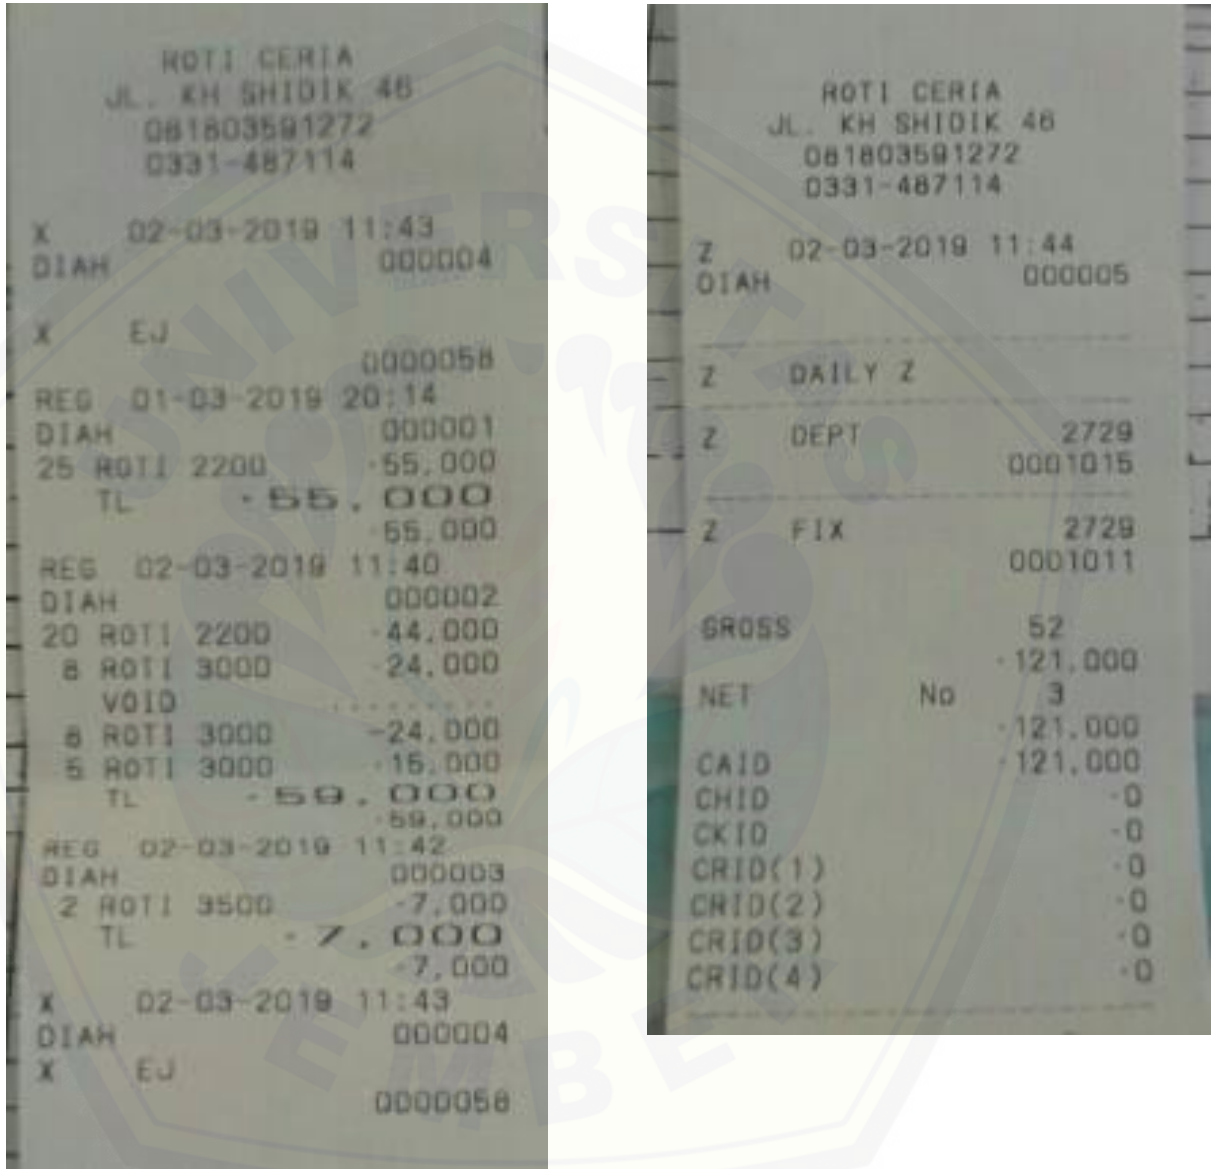 ROTI CERIA
JL. KH SHIDIK 46
081803591272
0331-487114
X 02-03-2019 11:43
DIAH 000004
X EJ
0000058
REG 01-03-2019 20:14
DIAH 000001
25 ROTI 2200 ·55,000
TL ·55,000
·55,000
REG 02-03-2019 11:40
DIAH 000002
20 ROTI 2200 ·44,000
8 ROTI 3000 ·24,000
VOID .........
8 ROTI 3000 -24,000
5 ROTI 3000 ·15,000
TL ·59,000
·59,000
REG 02-03-2019 11:42
DIAH 000003
2 ROTI 3500 ·7,000
TL ·7,000
·7,000
X 02-03-2019 11:43
DIAH 000004
X EJ
0000058
ROTI CERIA
JL. KH SHIDIK 46
081803591272
0331-487114
Z 02-03-2019 11:44
DIAH 000005
Z DAILY Z
Z DEPT 2729
0001015
Z FIX 2729
0001011
GROSS 52
·121,000
NET No 3
·121,000
CAID ·121,000
CHID ·0
CKID ·0
CRID(1) ·0
CRID(2) ·0
CRID(3) ·0
CRID(4) ·0
UNIVERSITAS
JEMBER